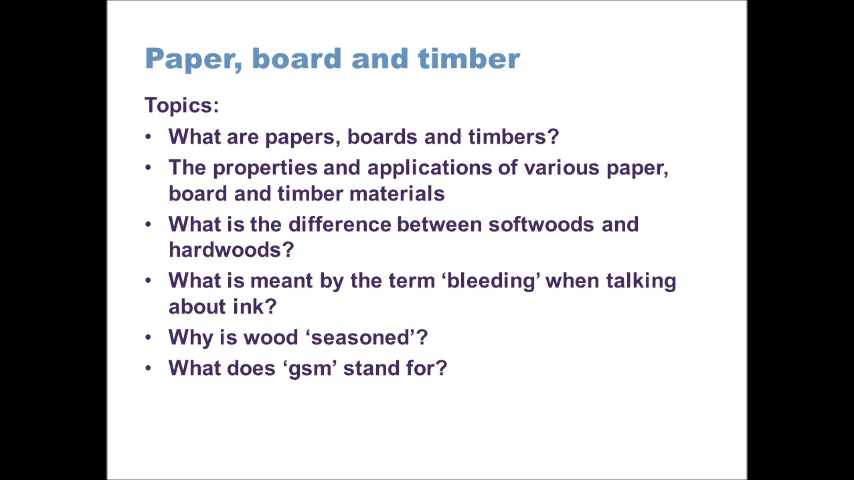 Paper, board and timber
Topics:
• What are papers, boards and timbers?
• The properties and applications of various paper,
board and timber materials
• What is the difference between softwoods and
hardwoods?
• What is meant by the term ‘bleeding’ when talking
about ink?
• Why is wood ‘seasoned’?
• What does ‘gsm’ stand for?